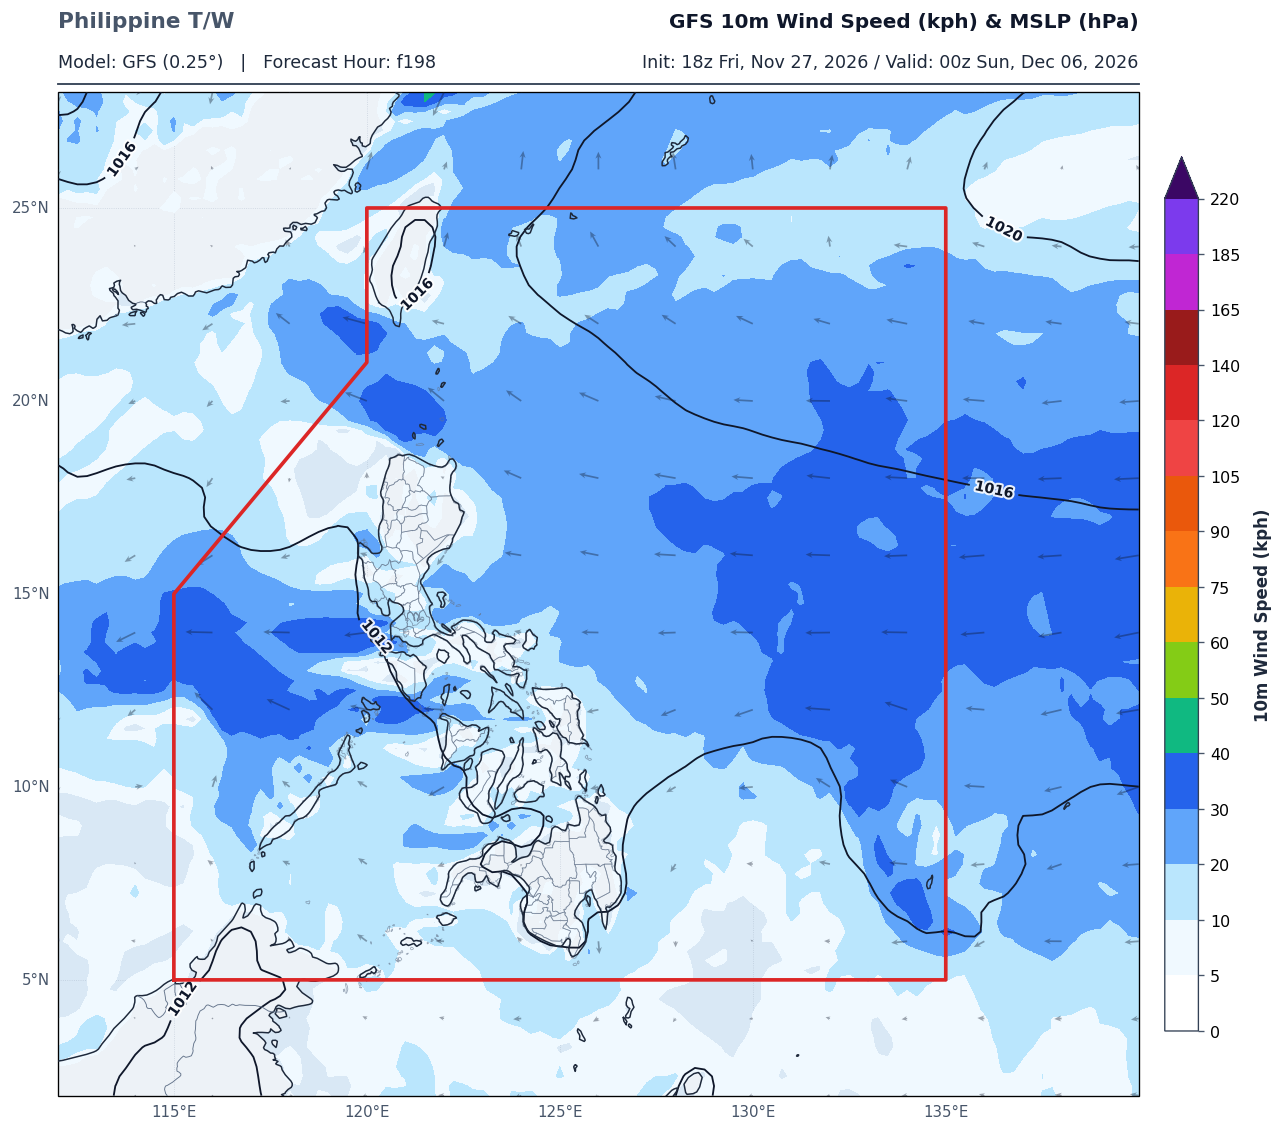 Philippine T/W
GFS 10m Wind Speed (kph) & MSLP (hPa)
Model: GFS (0.25°) | Forecast Hour: f198
Init: 18z Fri, Nov 27, 2026 / Valid: 00z Sun, Dec 06, 2026
1016
1020
1016
1016
1012
1012
25°N
20°N
15°N
10°N
5°N
115°E
120°E
125°E
130°E
135°E
220
185
165
140
120
105
90
75
60
50
40
30
20
10
5
0
10m Wind Speed (kph)